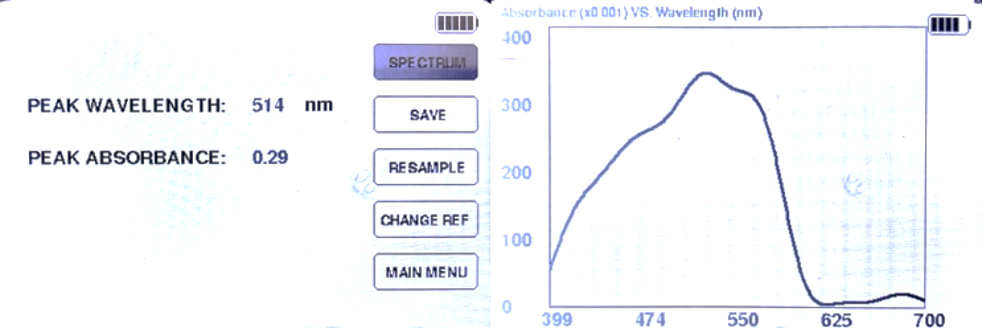 SPECTRUM
PEAK WAVELENGTH: 514 nm
SAVE
PEAK ABSORBANCE: 0.29
RESAMPLE
CHANGE REF
MAIN MENU
Absorbance (x0.001) VS. Wavelength (nm)
400
300
200
100
0
399 474 550 625 700